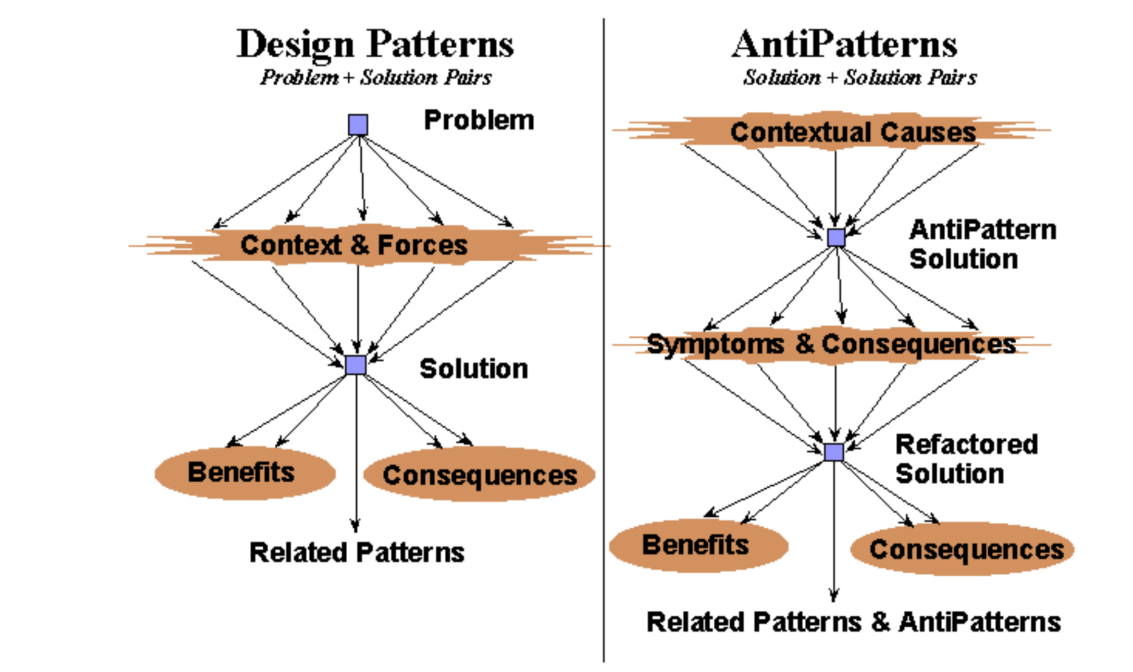 Design Patterns
Problem + Solution Pairs
Problem
Context & Forces
Solution
Benefits
Consequences
Related Patterns
AntiPatterns
Solution + Solution Pairs
Contextual Causes
AntiPattern
Solution
Symptoms & Consequences
Refactored
Solution
Benefits
Consequences
Related Patterns & AntiPatterns